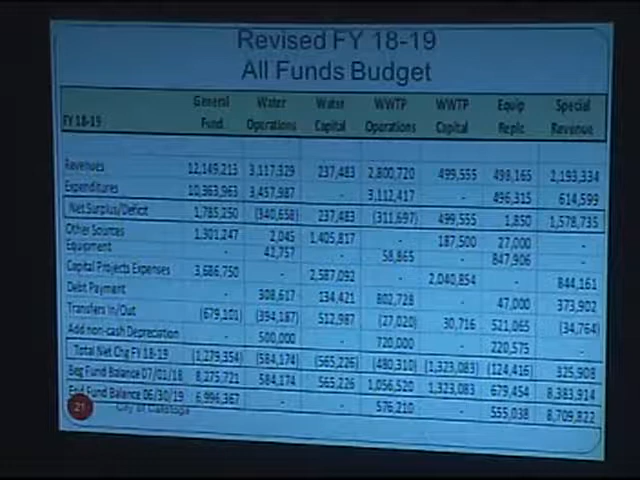 Revised FY 18-19
All Funds Budget
FY 18-19 General Fund Water Operations Water Capital WWTP Operations WWTP Capital Equip Replc Special Revenue
Revenues 12,149,213 3,117,329 237,483 2,800,720 499,555 498,165 2,193,334
Expenditures 10,363,963 3,457,987 - 3,112,417 - 496,315 614,599
Net Surplus/Deficit 1,785,250 (340,658) 237,483 (311,697) 499,555 1,850 1,578,735
Other Sources 1,301,247 2,045 1,405,817 - 187,500 27,000 -
Equipment 42,757 - 58,865 - 847,906 -
Capital Projects Expenses 3,686,750 - 2,587,092 - 2,040,854 - 844,161
Debt Payment - 308,617 134,421 802,728 - 47,000 373,902
Transfers In/Out (679,101) (394,187) 512,987 (27,020) 30,716 521,065 (34,764)
Add non-cash Depreciation - 500,000 - 720,000 - 220,575 -
Total Net Chg FY 18-19 (1,279,354) (584,174) (565,226) (480,310) (1,323,083) (124,416) 325,908
Beg Fund Balance 07/01/18 8,275,721 584,174 565,226 1,056,520 1,323,083 679,454 8,383,914
End Fund Balance 06/30/19 6,996,367 - - 576,210 - 555,038 8,709,822
21 City of Calistoga